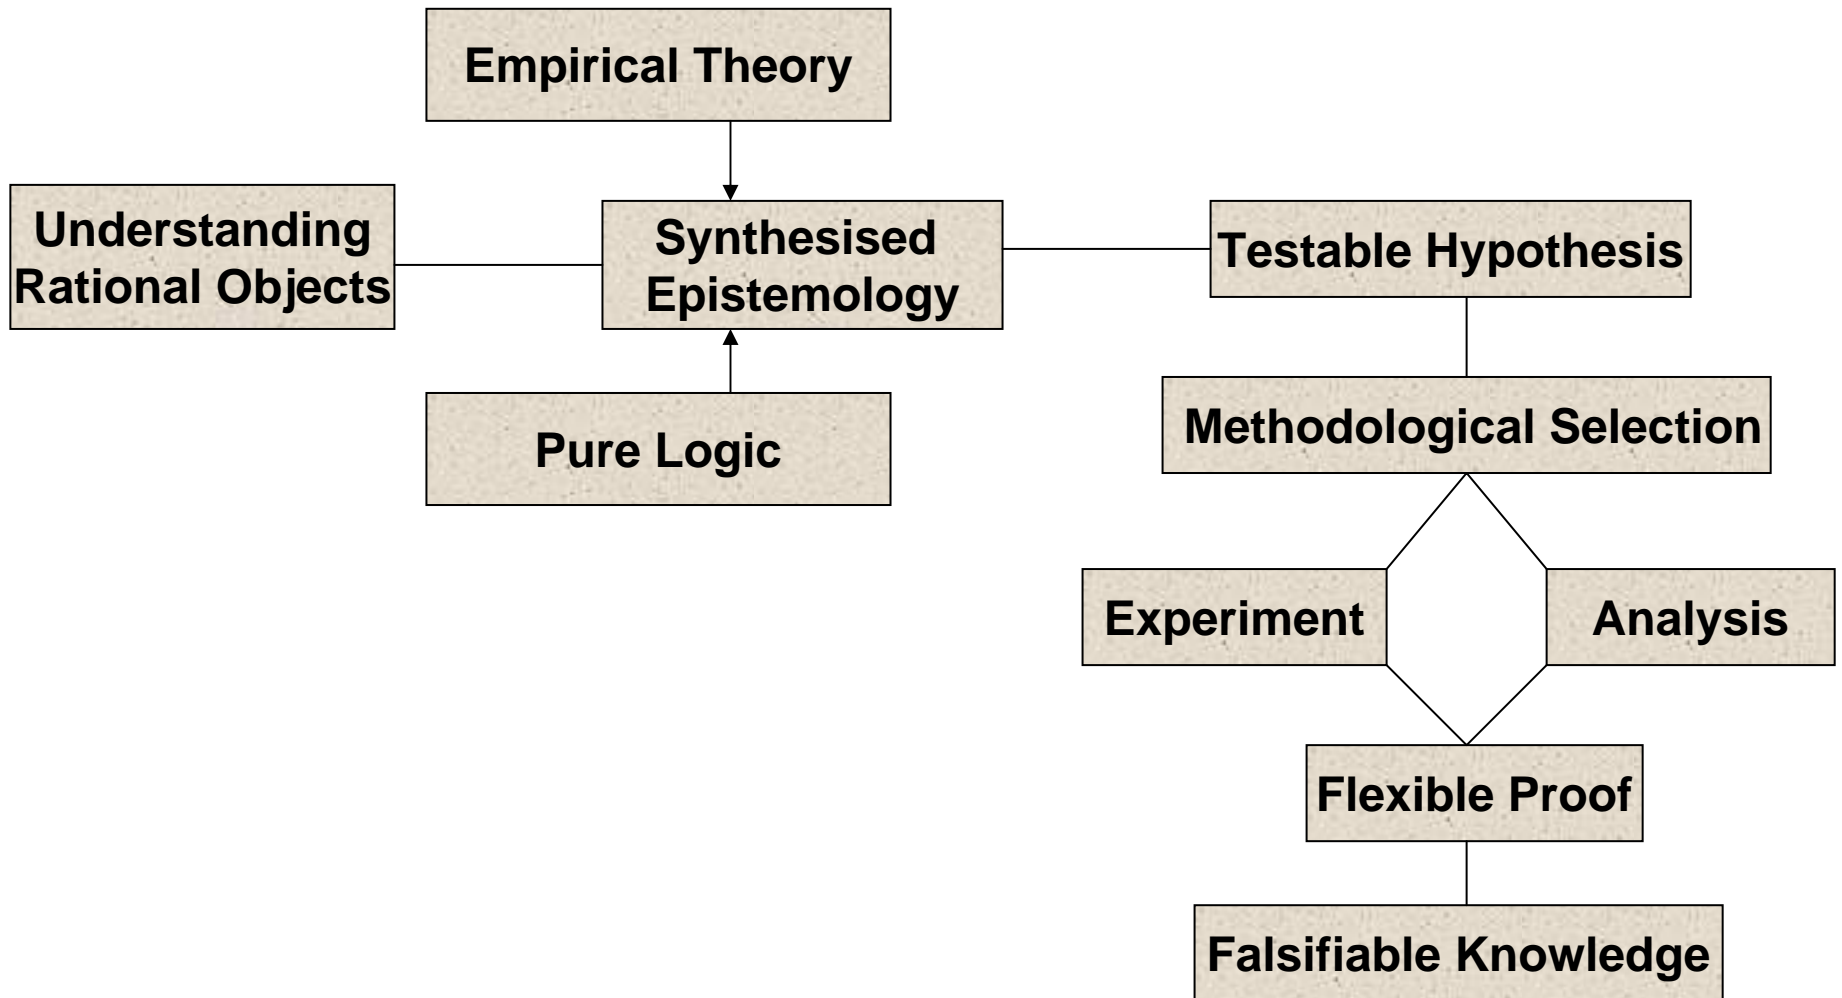 Empirical Theory
Understanding
Rational Objects
Synthesised
Epistemology
Testable Hypothesis
Pure Logic
Methodological Selection
Experiment
Analysis
Flexible Proof
Falsifiable Knowledge